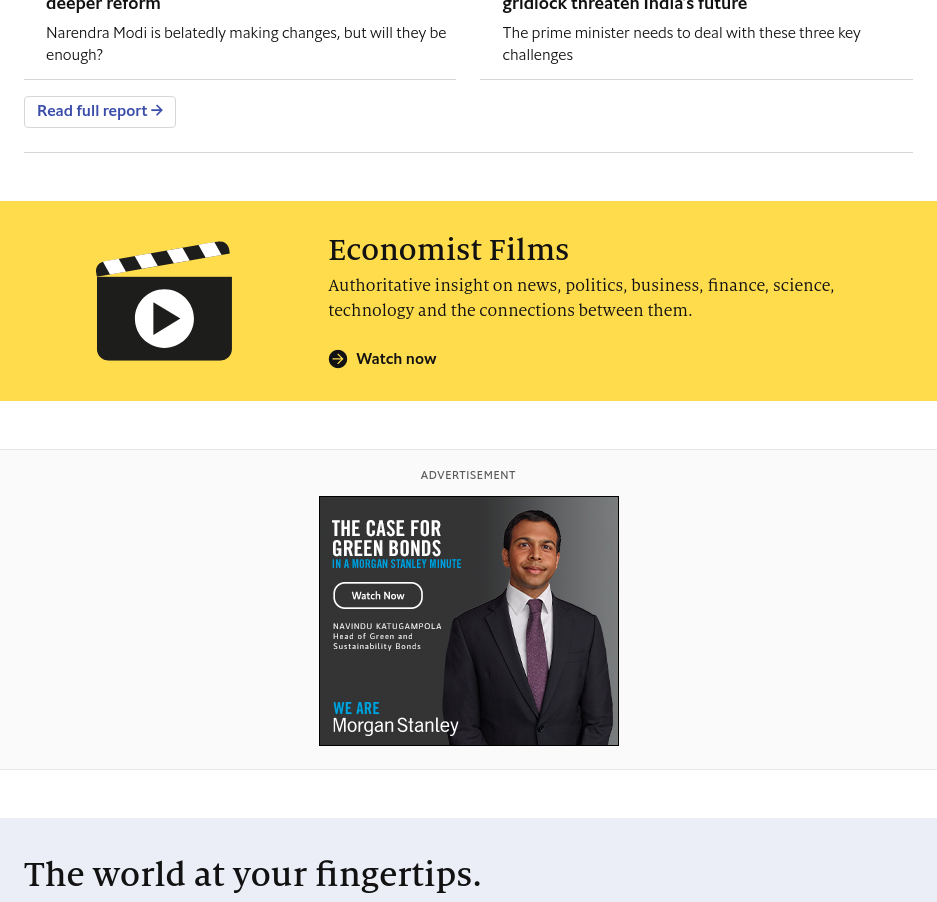 deeper reform
Narendra Modi is belatedly making changes, but will they be
enough?
gridlock threaten India's future
The prime minister needs to deal with these three key
challenges
Read full report →
Economist Films
Authoritative insight on news, politics, business, finance, science,
technology and the connections between them.
Watch now
ADVERTISEMENT
THE CASE FOR
GREEN BONDS
IN A MORGAN STANLEY MINUTE
Watch Now
NAVINDU KATUGAMPOLA
Head of Green and
Sustainability Bonds
WE ARE
Morgan Stanley
The world at your fingertips.